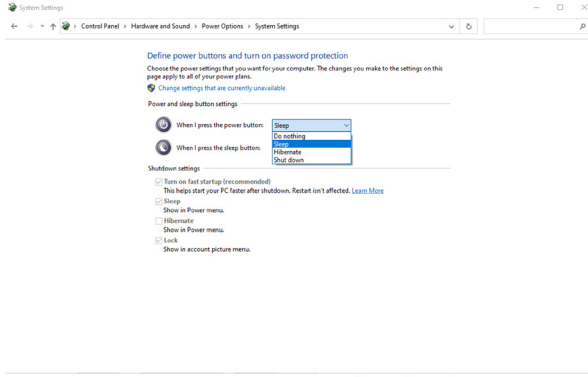 System Settings
Control Panel > Hardware and Sound > Power Options > System Settings
Define power buttons and turn on password protection
Choose the power settings that you want for your computer. The changes you make to the settings on this
page apply to all of your power plans.
Change settings that are currently unavailable
Power and sleep button settings
When I press the power button: Sleep
Do nothing
Sleep
When I press the sleep button: Hibernate
Shut down
Shutdown settings
Turn on fast startup (recommended)
This helps start your PC faster after shutdown. Restart isn't affected. Learn More
Sleep
Show in Power menu.
Hibernate
Show in Power menu.
Lock
Show in account picture menu.